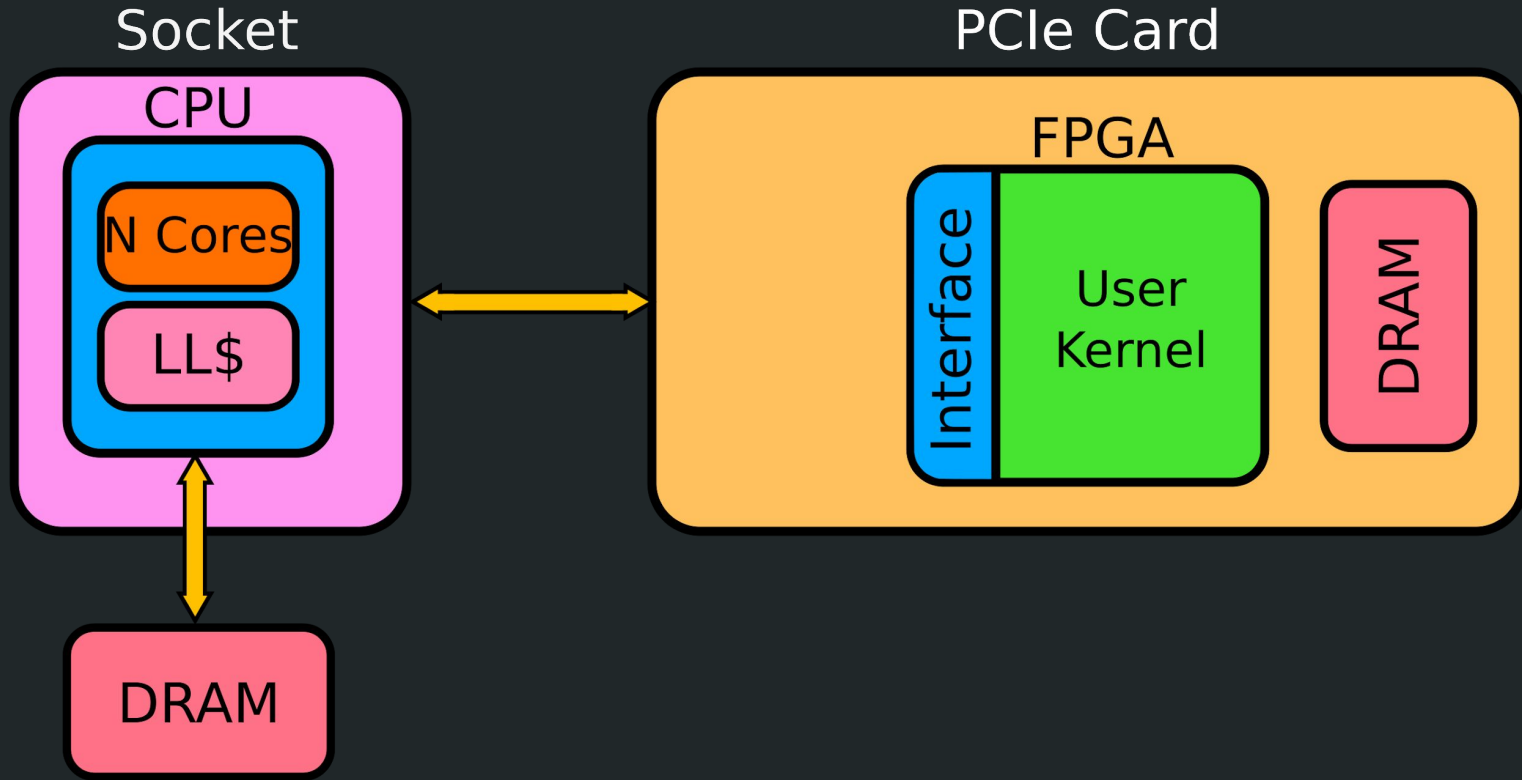 Socket
CPU
N Cores
LL$
DRAM
PCIe Card
FPGA
Interface
User
Kernel
DRAM